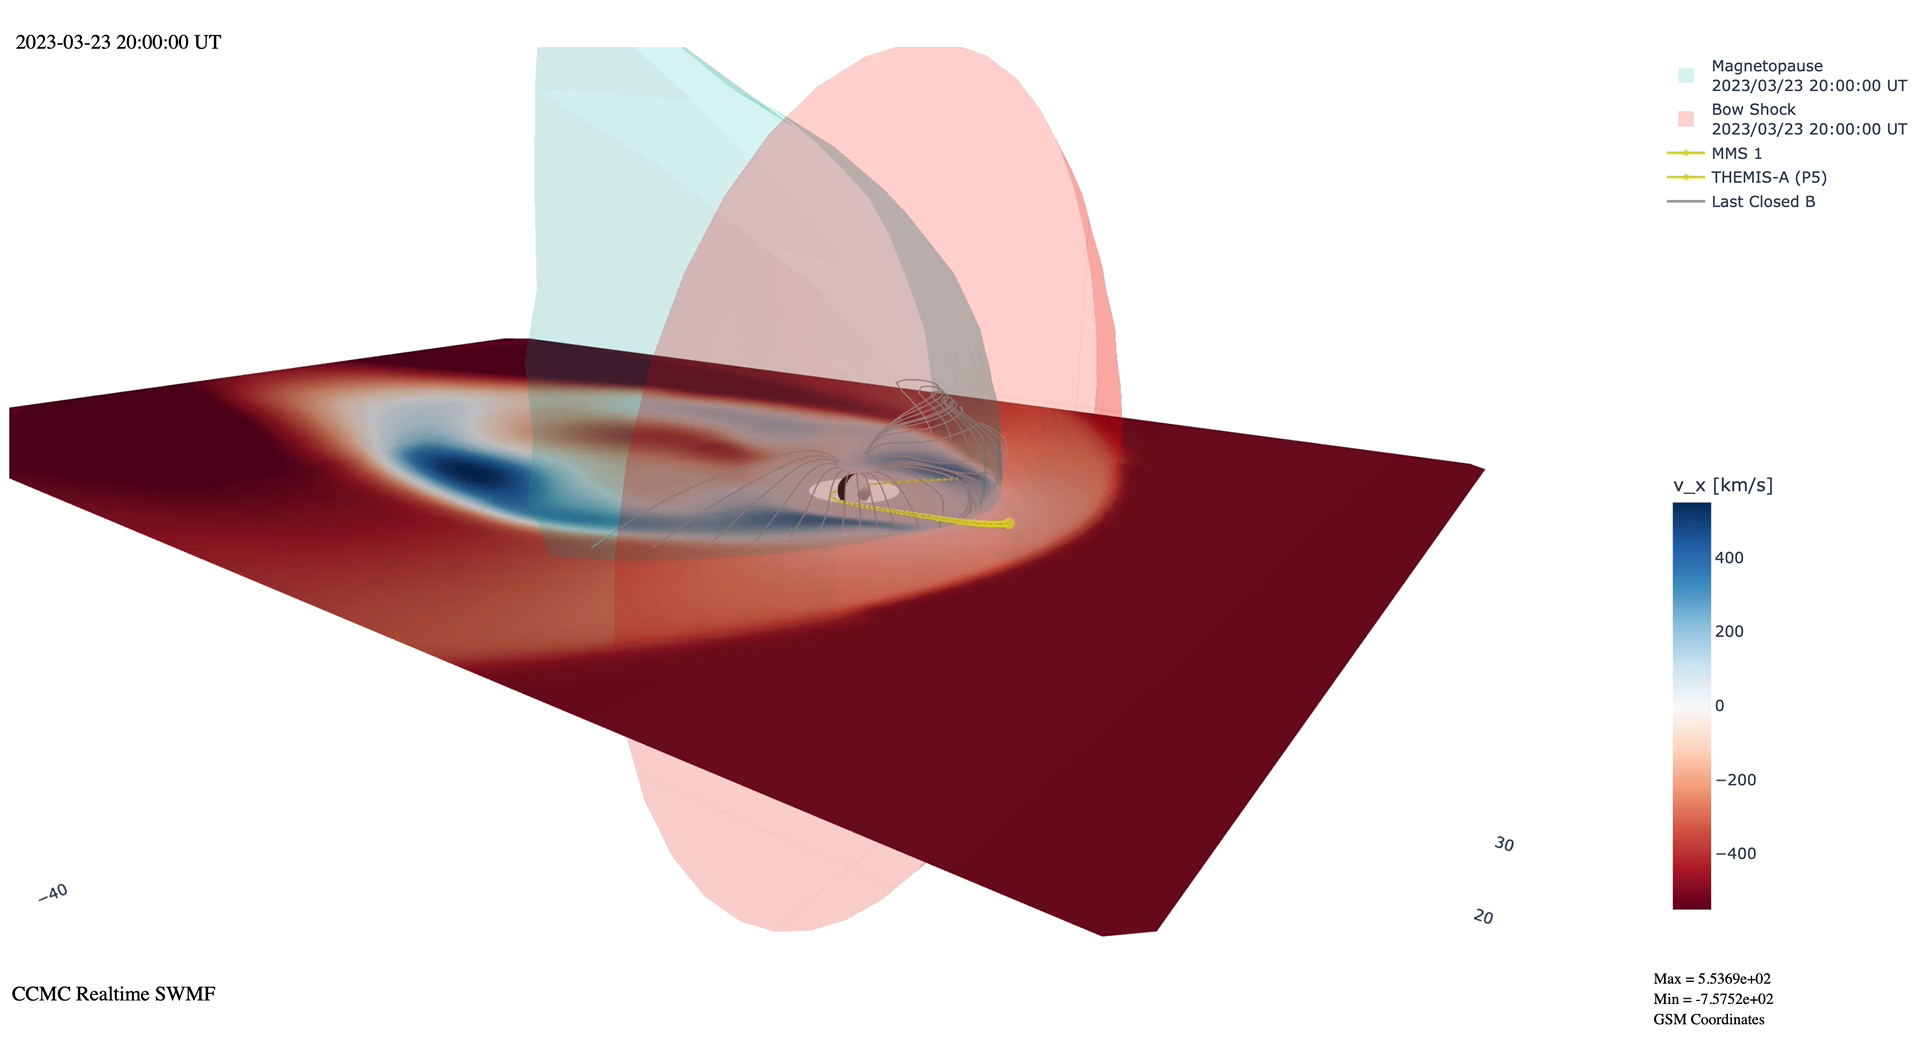 2023-03-23 20:00:00 UT
Magnetopause
2023/03/23 20:00:00 UT
Bow Shock
2023/03/23 20:00:00 UT
MMS 1
THEMIS-A (P5)
Last Closed B
v_x [km/s]
400
200
0
−200
−400
30
20
−40
CCMC Realtime SWMF
Max = 5.5369e+02
Min = -7.5752e+02
GSM Coordinates